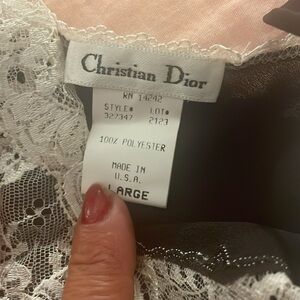 Christian Dior
RN 14242
STYLE# LOT#
327347 2123
100% POLYESTER
MADE IN
U.S.A.
LARGE